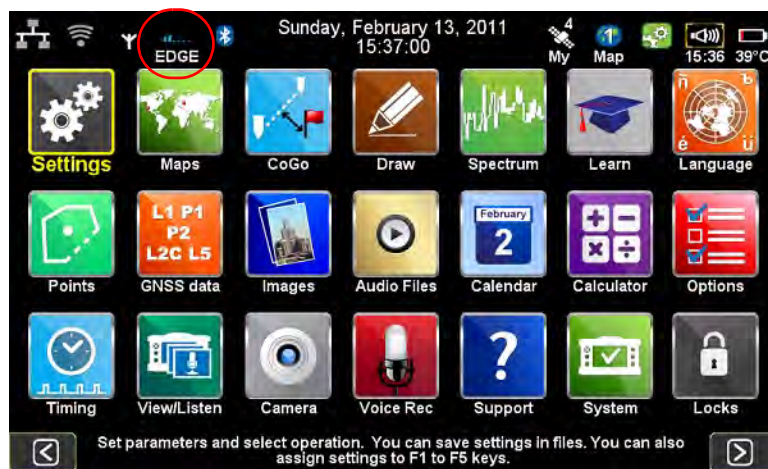 Sunday, February 13, 2011
15:37:00
EDGE
4
My
1
Map
15:36
39°C
Settings
Maps
CoGo
Draw
Spectrum
Learn
ñ Ъ
é ü
Language
Points
L1 P1
P2
L2C L5
GNSS data
Images
Audio Files
February
2
Calendar
Calculator
Options
Timing
View/Listen
Camera
Voice Rec
?
Support
System
Locks
Set parameters and select operation. You can save settings in files. You can also
assign settings to F1 to F5 keys.